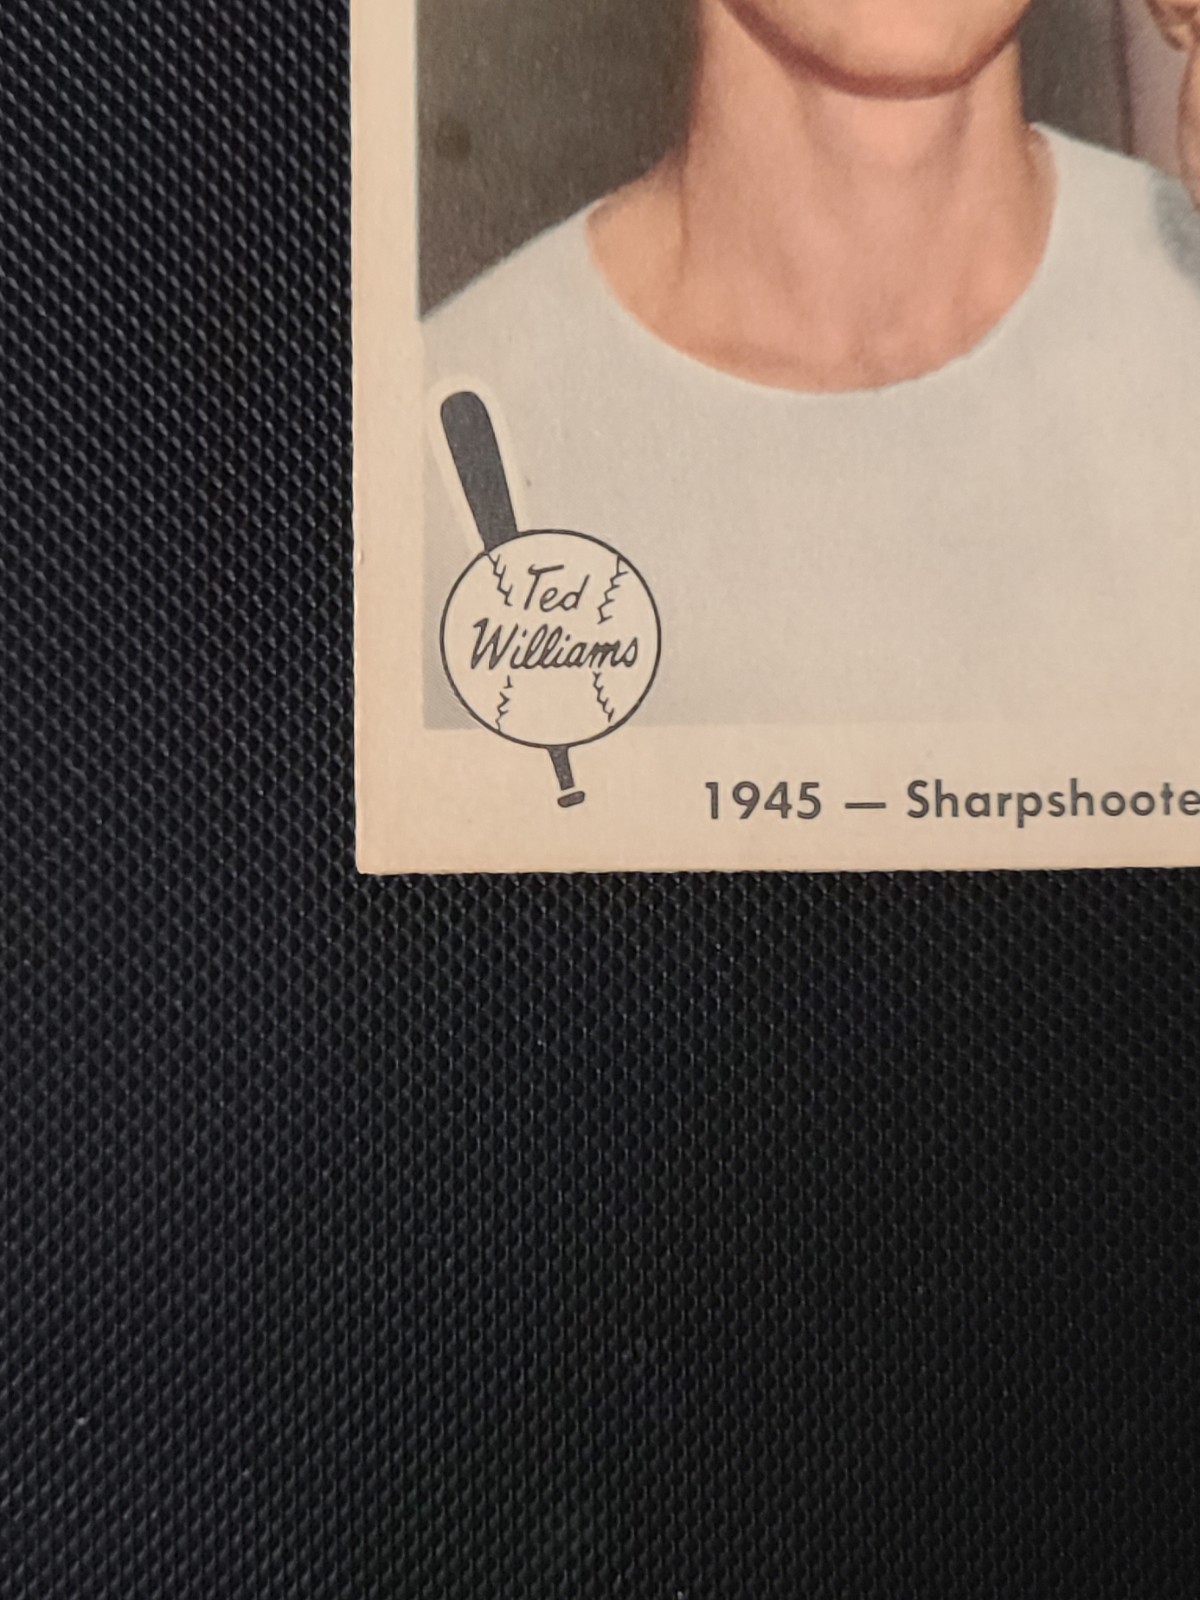 Ted
Williams
1945 — Sharpshoote